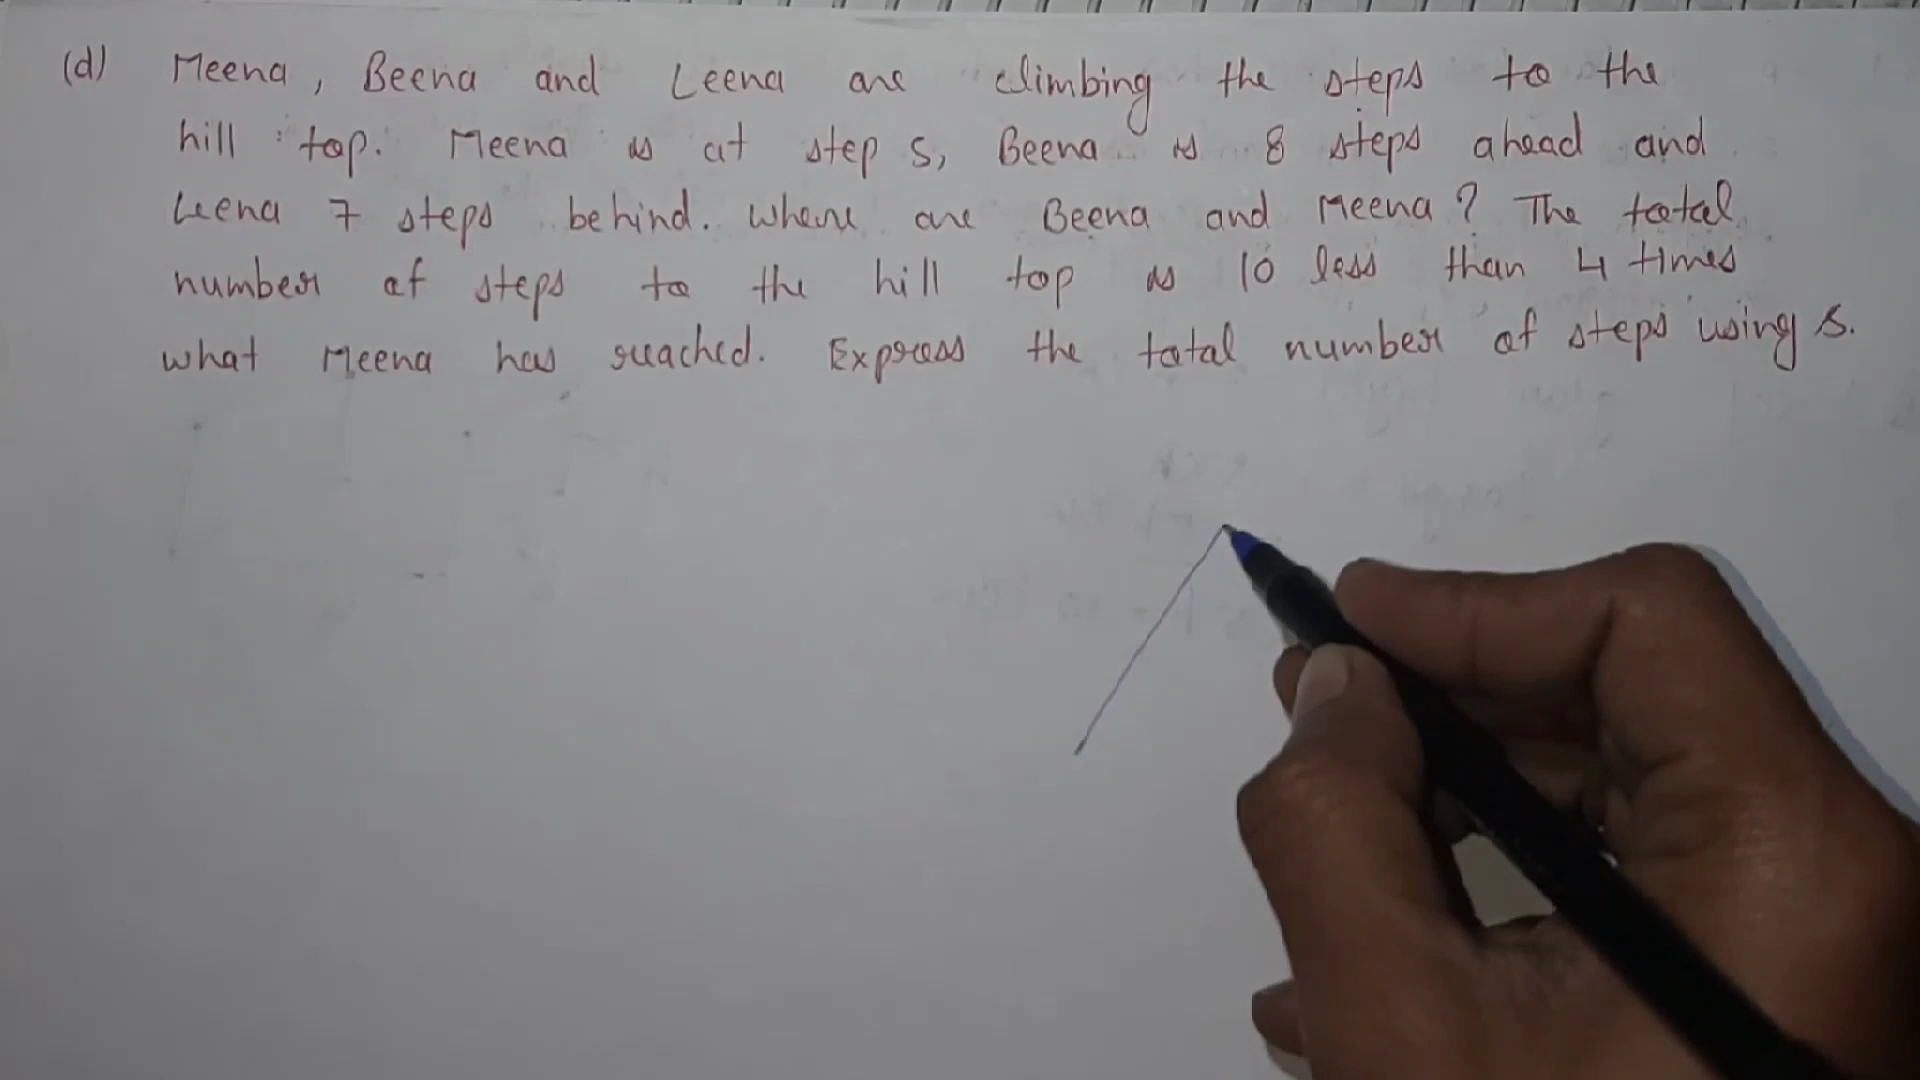 (d) Meena, Beena and Leena are climbing the steps to the
hill top. Meena is at step s, Beena is 8 steps ahead and
Leena 7 steps behind. Where are Beena and Meena? The total
number of steps to the hill top is 10 less than 4 times
what Meena has reached. Express the total number of steps using s.